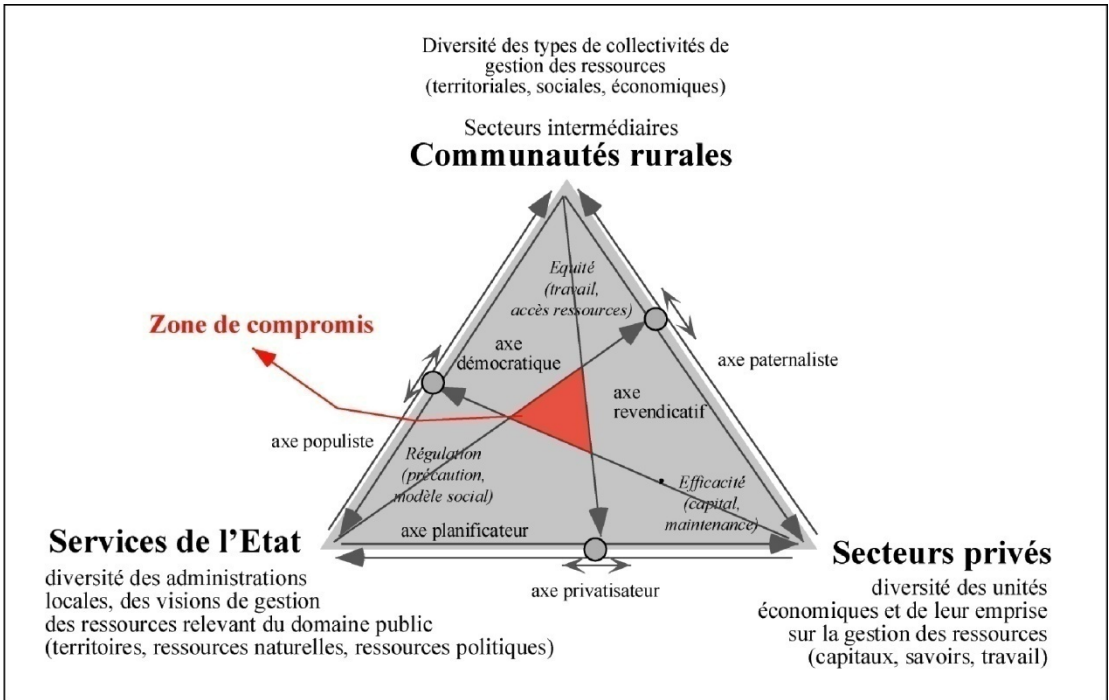 Diversité des types de collectivités de
gestion des ressources
(territoriales, sociales, économiques)
Secteurs intermédiaires
Communautés rurales
Equité
(travail,
accès ressources)
Zone de compromis
axe
démocratique
axe paternaliste
axe
revendicatif
axe populiste
Régulation
(précaution,
modèle social)
Efficacité
(capital,
maintenance)
axe planificateur
Services de l'Etat
diversité des administrations
locales, des visions de gestion
des ressources relevant du domaine public
(territoires, ressources naturelles, ressources politiques)
axe privatisateur
Secteurs privés
diversité des unités
économiques et de leur emprise
sur la gestion des ressources
(capitaux, savoirs, travail)